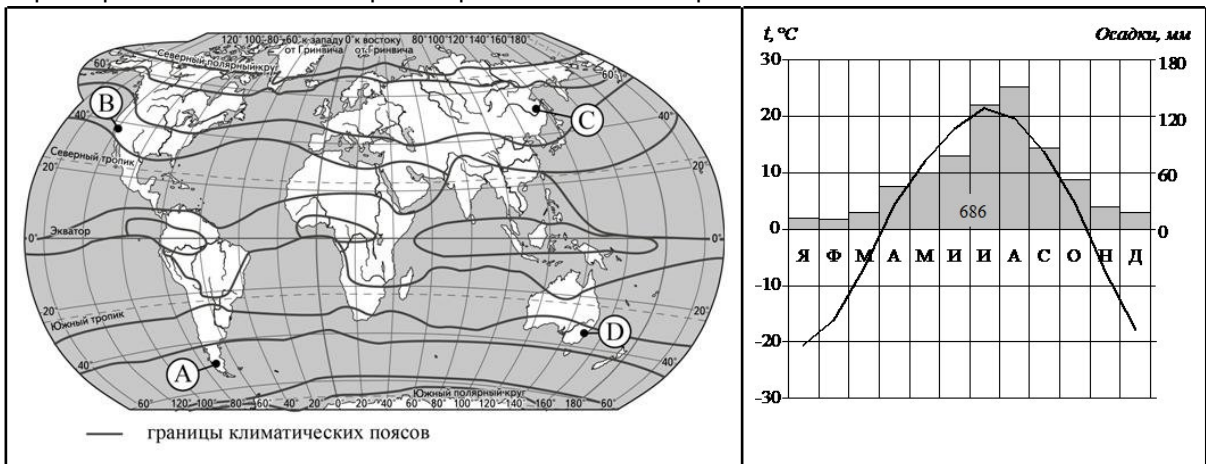 120° 100° 80° 60° к западу 0° к востоку 80° 100° 120° 140° 160° 180°
от Гринвича от Гринвича
Северный полярный круг
60° 60°
B
40° 40°
C
Северный тропик
20° 20°
Экватор
0° 0°
20° 20°
Южный тропик
D
40° 40°
A
Южный полярный круг
60° 120° 100° 80° 60° 40° 20° 0° 20° 40° 60° 80° 100° 120° 140° 160° 180° 60°
границы климатических поясов
t, °C Осадки, мм
30 180
20 120
10 60
686
0 0
Я Ф М А М И И А С О Н Д
-10
-20
-30